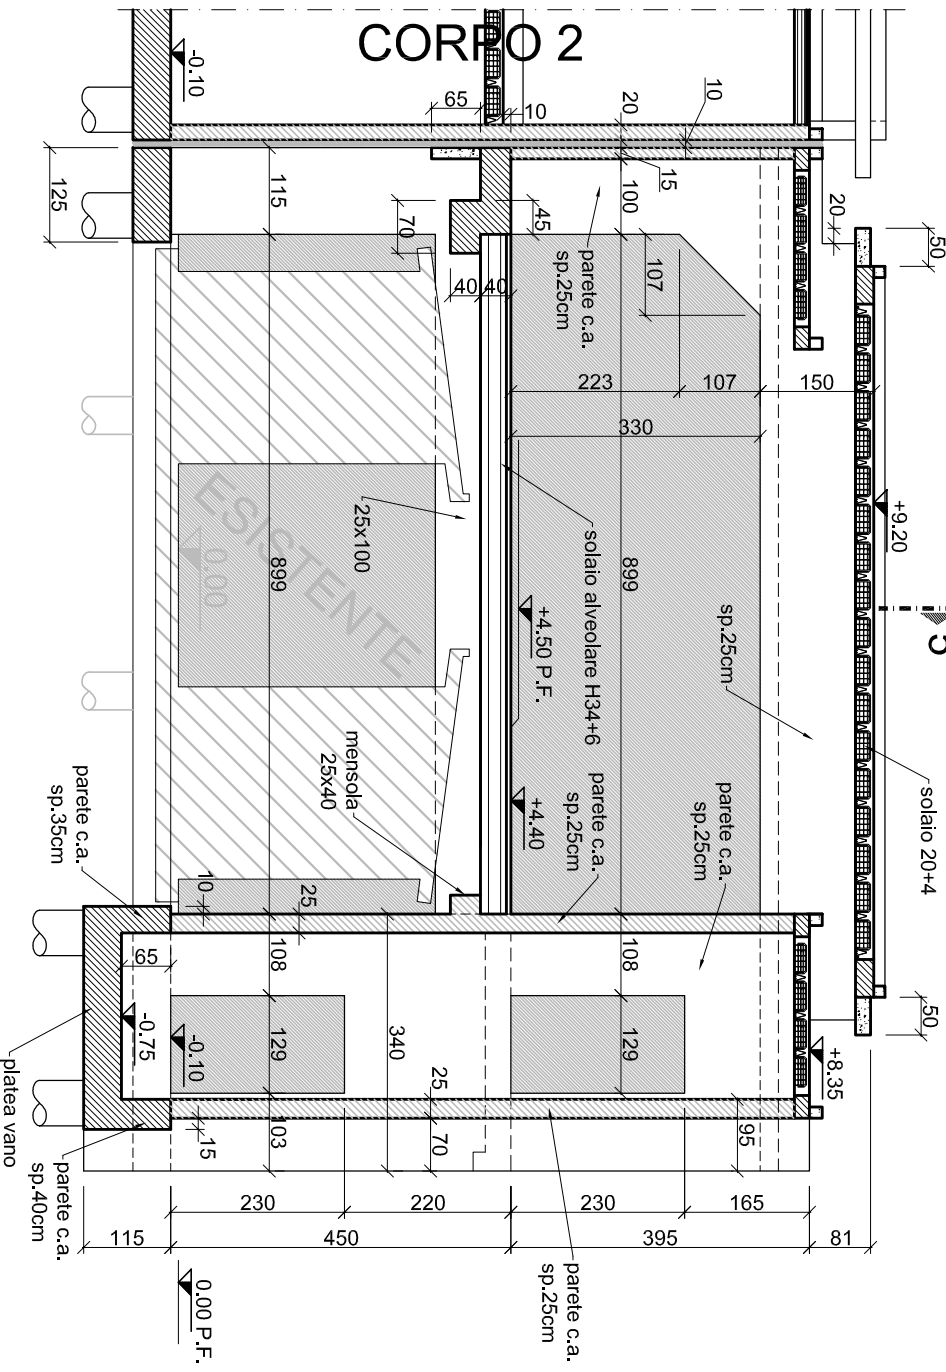 CORPO 2
-0.10
65
10
20
10
15
125
115
70
45
100
20
50
40
40
parete c.a.
sp.25cm
107
223
107
150
330
+9.20
5
ESISTENTE
0.00
25x100
899
899
solaio alveolare H34+6
+4.50 P.F.
sp.25cm
solaio 20+4
mensola
25x40
+4.40
parete c.a.
sp.25cm
parete c.a.
sp.25cm
parete c.a.
sp.35cm
10
25
65
108
108
340
50
-0.75
-0.10
129
129
+8.35
25
103
70
15
95
platea vano
parete c.a.
sp.40cm
230
220
230
165
115
450
395
81
0.00 P.F.
parete c.a.
sp.25cm